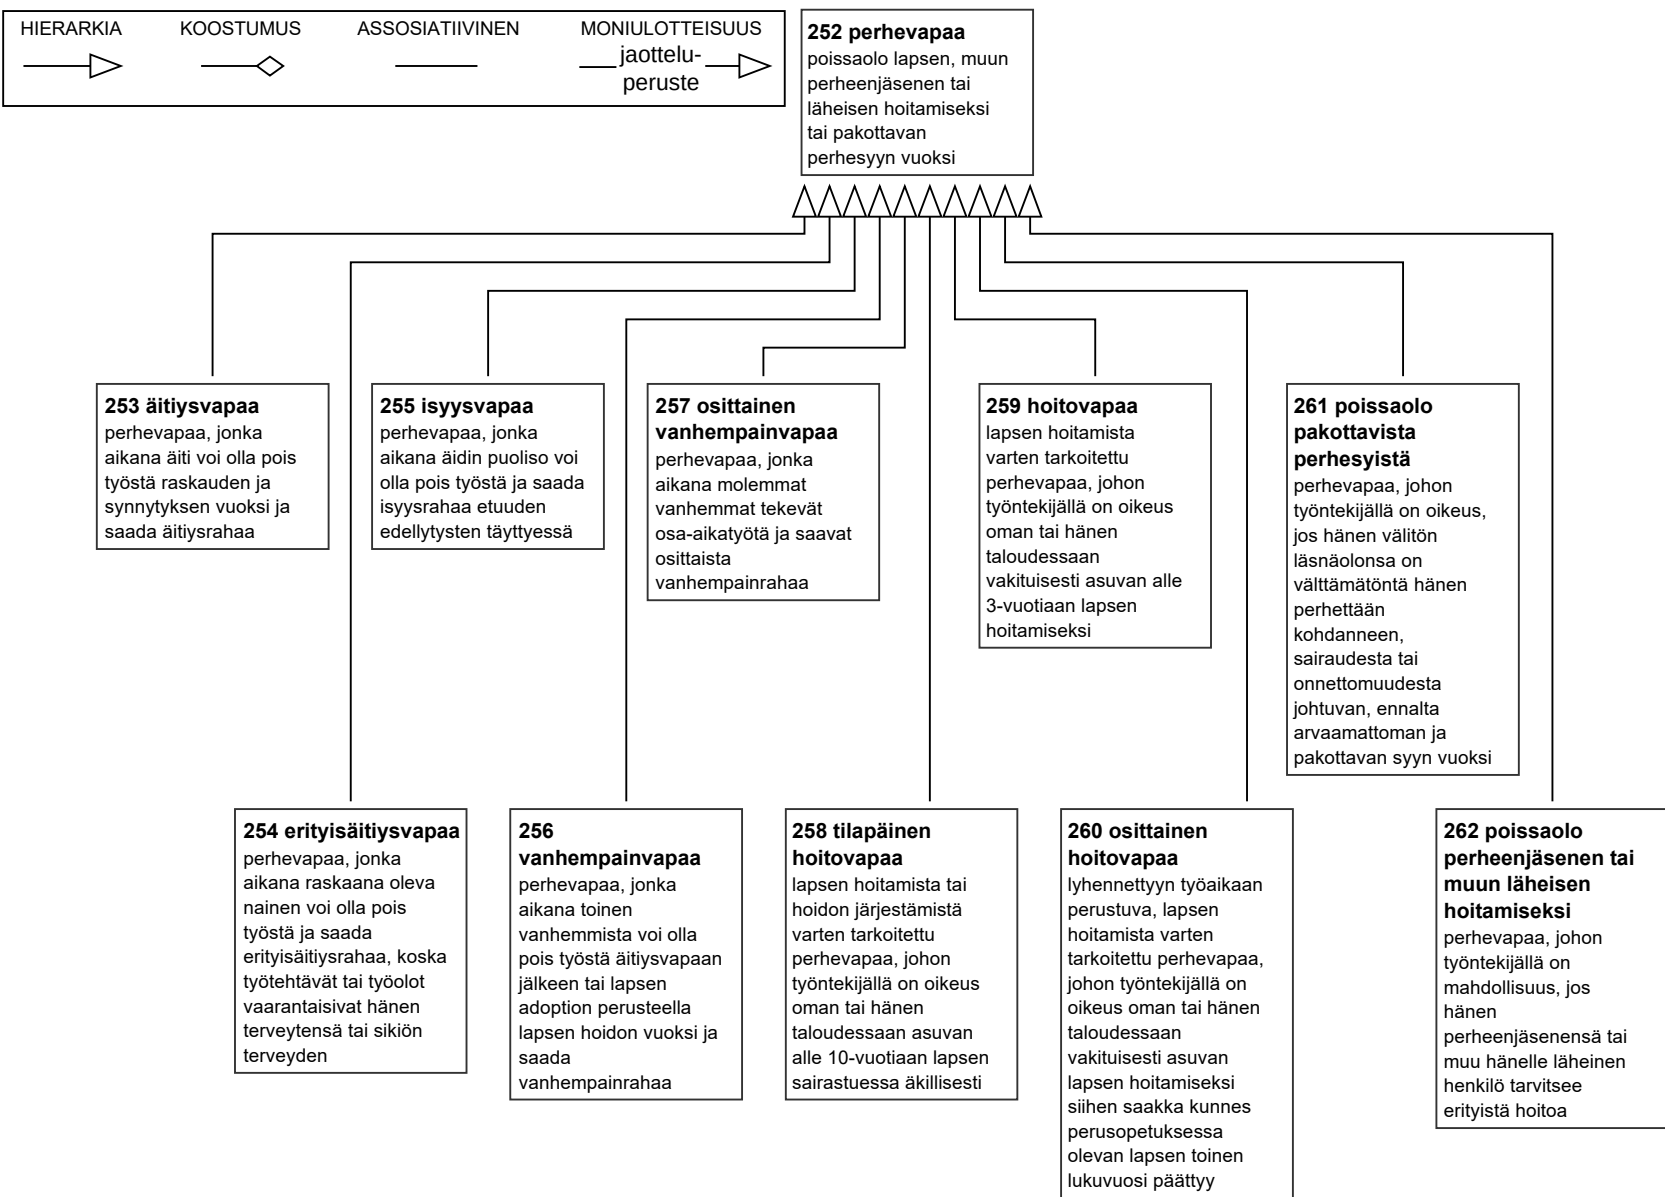 HIERARKIA
KOOSTUMUS
ASSOSIATIIVINEN
MONIULOTTEISUUS
jaottelu-
peruste
252 perhevapaa
poissaolo lapsen, muun
perheenjäsenen tai
läheisen hoitamiseksi
tai pakottavan
perhesyyn vuoksi
253 äitiysvapaa
perhevapaa, jonka
aikana äiti voi olla pois
työstä raskauden ja
synnytyksen vuoksi ja
saada äitiysrahaa
255 isyysvapaa
perhevapaa, jonka
aikana äidin puoliso voi
olla pois työstä ja saada
isyysrahaa etuuden
edellytysten täyttyessä
257 osittainen
vanhempainvapaa
perhevapaa, jonka
aikana molemmat
vanhemmat tekevät
osa-aikatyötä ja saavat
osittaista
vanhempainrahaa
259 hoitovapaa
lapsen hoitamista
varten tarkoitettu
perhevapaa, johon
työntekijällä on oikeus
oman tai hänen
taloudessaan
vakituisesti asuvan alle
3-vuotiaan lapsen
hoitamiseksi
261 poissaolo
pakottavista
perhesyistä
perhevapaa, johon
työntekijällä on oikeus,
jos hänen välitön
läsnäolonsa on
välttämätöntä hänen
perhettään
kohdanneen,
sairaudesta tai
onnettomuudesta
johtuvan, ennalta
arvaamattoman ja
pakottavan syyn vuoksi
254 erityisäitiysvapaa
perhevapaa, jonka
aikana raskaana oleva
nainen voi olla pois
työstä ja saada
erityisäitiysrahaa, koska
työtehtävät tai työolot
vaarantaisivat hänen
terveytensä tai sikiön
terveyden
256
vanhempainvapaa
perhevapaa, jonka
aikana toinen
vanhemmista voi olla
pois työstä äitiysvapaan
jälkeen tai lapsen
adoption perusteella
lapsen hoidon vuoksi ja
saada
vanhempainrahaa
258 tilapäinen
hoitovapaa
lapsen hoitamista tai
hoidon järjestämistä
varten tarkoitettu
perhevapaa, johon
työntekijällä on oikeus
oman tai hänen
taloudessaan asuvan
alle 10-vuotiaan lapsen
sairastuessa äkillisesti
260 osittainen
hoitovapaa
lyhennettyyn työaikaan
perustuva, lapsen
hoitamista varten
tarkoitettu perhevapaa,
johon työntekijällä on
oikeus oman tai hänen
taloudessaan
vakituisesti asuvan
lapsen hoitamiseksi
siihen saakka kunnes
perusopetuksessa
olevan lapsen toinen
lukuvuosi päättyy
262 poissaolo
perheenjäsenen tai
muun läheisen
hoitamiseksi
perhevapaa, johon
työntekijällä on
mahdollisuus, jos
hänen
perheenjäsenensä tai
muu hänelle läheinen
henkilö tarvitsee
erityistä hoitoa